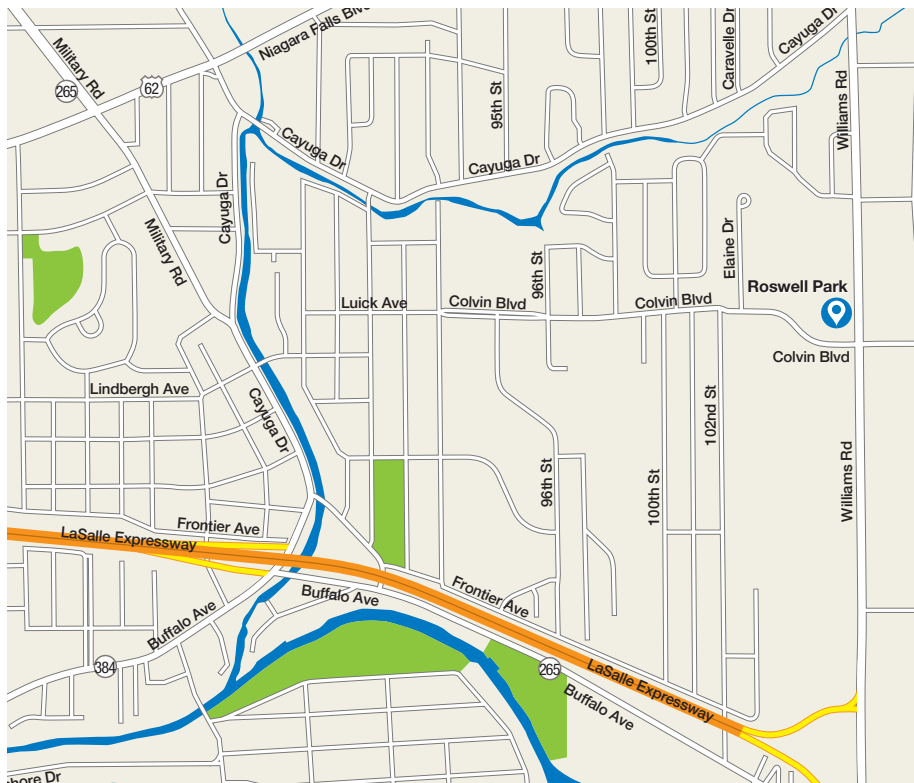 Niagara Falls Blv
Military Rd
265
62
95th St
100th St
Caravelle Dr
Cayuga Dr
Williams Rd
Cayuga Dr
Cayuga Dr
Cayuga Dr
Military Rd
Elaine Dr
96th St
Roswell Park
Luick Ave
Colvin Blvd
Colvin Blvd
Colvin Blvd
Lindbergh Ave
Cayuga Dr
102nd St
96th St
100th St
Williams Rd
Frontier Ave
LaSalle Expressway
Buffalo Ave
Frontier Ave
Buffalo Ave
384
265
LaSalle Expressway
Buffalo Ave
hore Dr